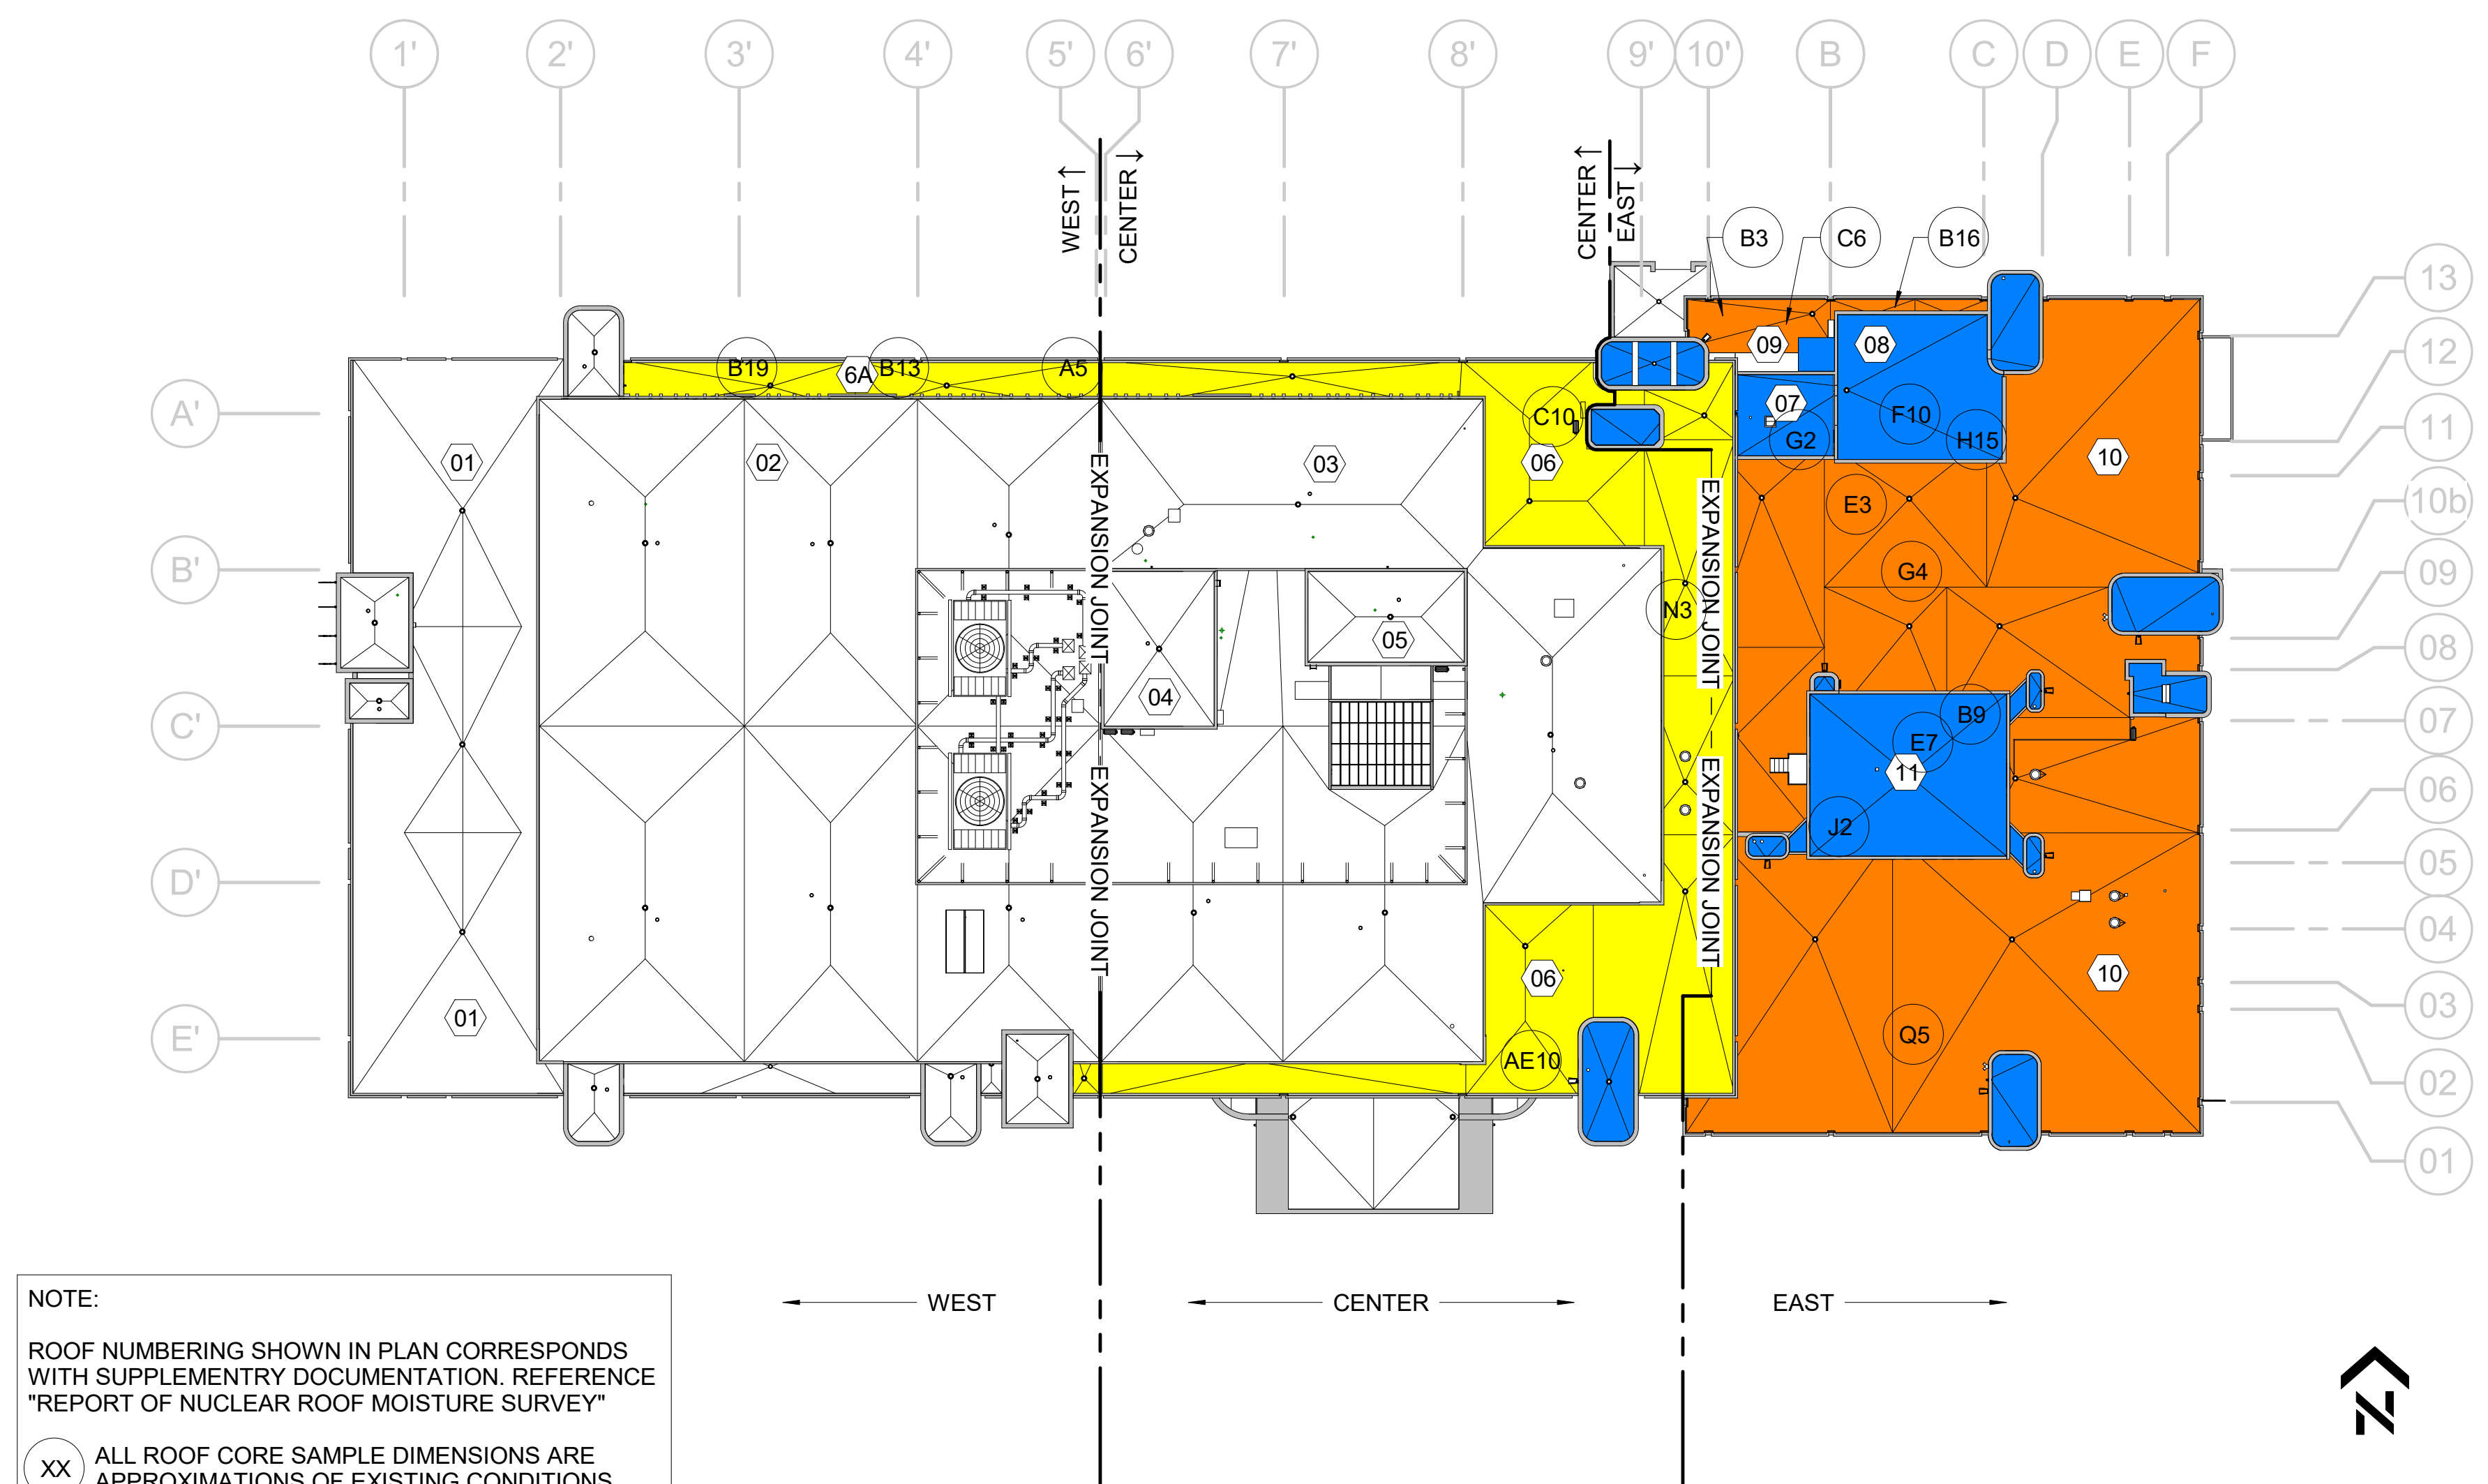 1' 2' 3' 4' 5' 6' 7' 8' 9' 10' B C D E F
WEST CENTER CENTER EAST
B3 C6 B16
13
12
11
10b
09
08
07
06
05
04
03
02
01
A'
B'
C'
D'
E'
B19 6A B13 A5
09 08
07
C10 F10
G2 H15
01 02 03 06 10
EXPANSION JOINT
EXPANSION JOINT
E3
G4
N3
05
04
B9
E7
11
EXPANSION JOINT
EXPANSION JOINT
J2
06 10
01
Q5
AE10
WEST CENTER EAST
NOTE:
ROOF NUMBERING SHOWN IN PLAN CORRESPONDS
WITH SUPPLEMENTRY DOCUMENTATION. REFERENCE
"REPORT OF NUCLEAR ROOF MOISTURE SURVEY"
XX ALL ROOF CORE SAMPLE DIMENSIONS ARE
APPROXIMATIONS OF EXISTING CONDITIONS
N